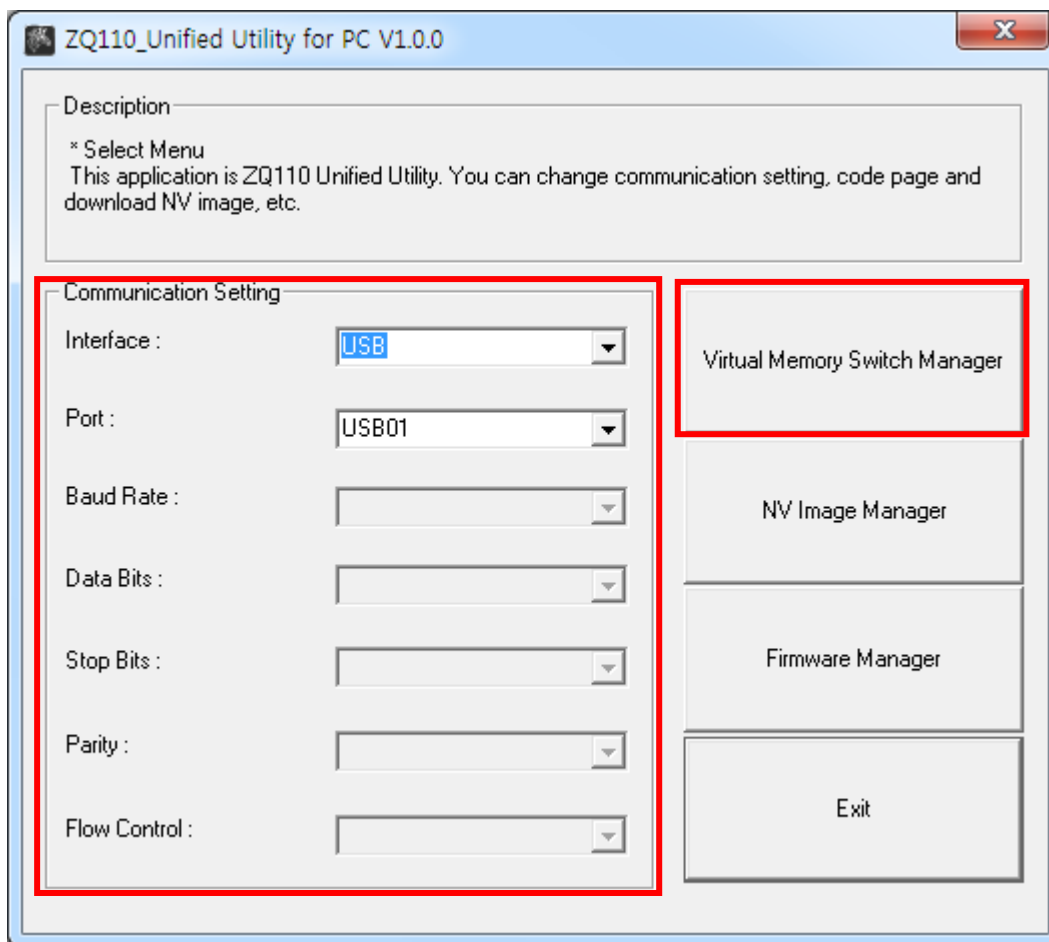 ZQ110_Unified Utility for PC V1.0.0
Description
* Select Menu
This application is ZQ110 Unified Utility. You can change communication setting, code page and
download NV image, etc.
Communication Setting
Interface : USB
Port : USB01
Baud Rate :
Data Bits :
Stop Bits :
Parity :
Flow Control :
Virtual Memory Switch Manager
NV Image Manager
Firmware Manager
Exit